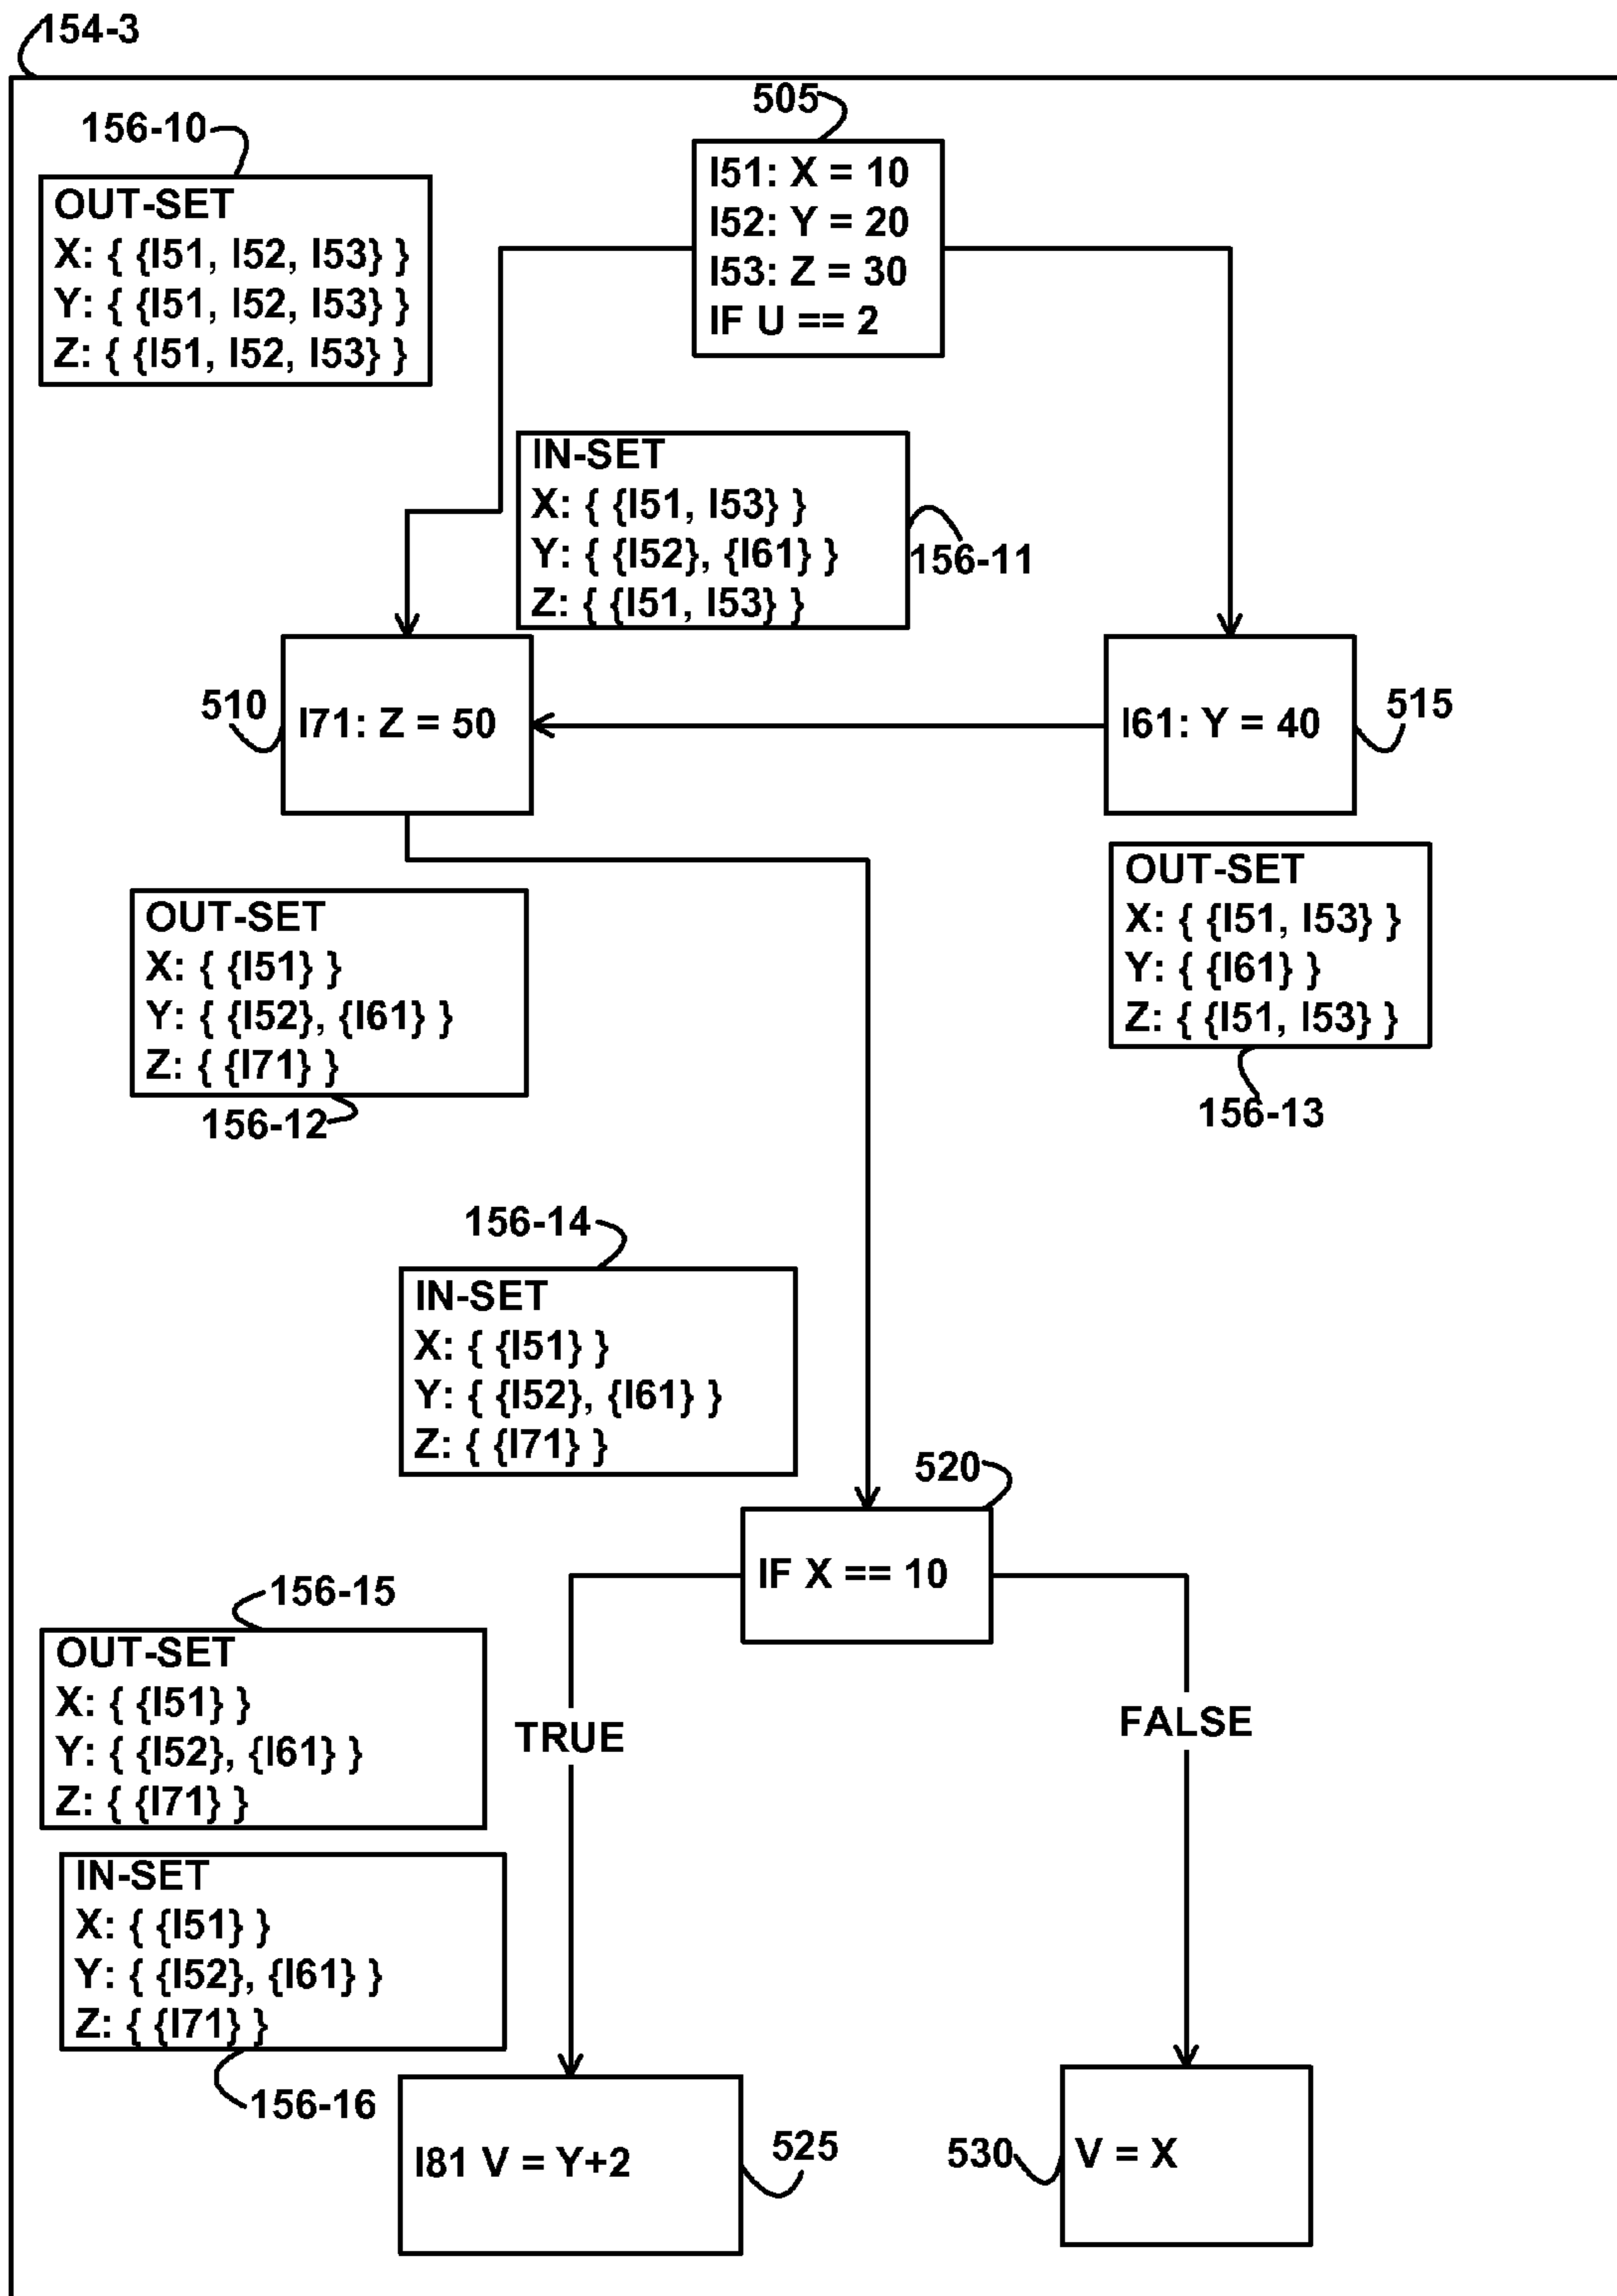 154-3
505
156-10
I51: X = 10
I52: Y = 20
I53: Z = 30
IF U == 2
OUT-SET
X: { {I51, I52, I53} }
Y: { {I51, I52, I53} }
Z: { {I51, I52, I53} }
IN-SET
X: { {I51, I53} }
Y: { {I52}, {I61} }
Z: { {I51, I53} }
156-11
510
I71: Z = 50
I61: Y = 40
515
OUT-SET
X: { {I51} }
Y: { {I52}, {I61} }
Z: { {I71} }
156-12
OUT-SET
X: { {I51, I53} }
Y: { {I61} }
Z: { {I51, I53} }
156-13
156-14
IN-SET
X: { {I51} }
Y: { {I52}, {I61} }
Z: { {I71} }
520
IF X == 10
156-15
OUT-SET
X: { {I51} }
Y: { {I52}, {I61} }
Z: { {I71} }
TRUE
FALSE
IN-SET
X: { {I51} }
Y: { {I52}, {I61} }
Z: { {I71} }
156-16
I81 V = Y+2
525
530
V = X